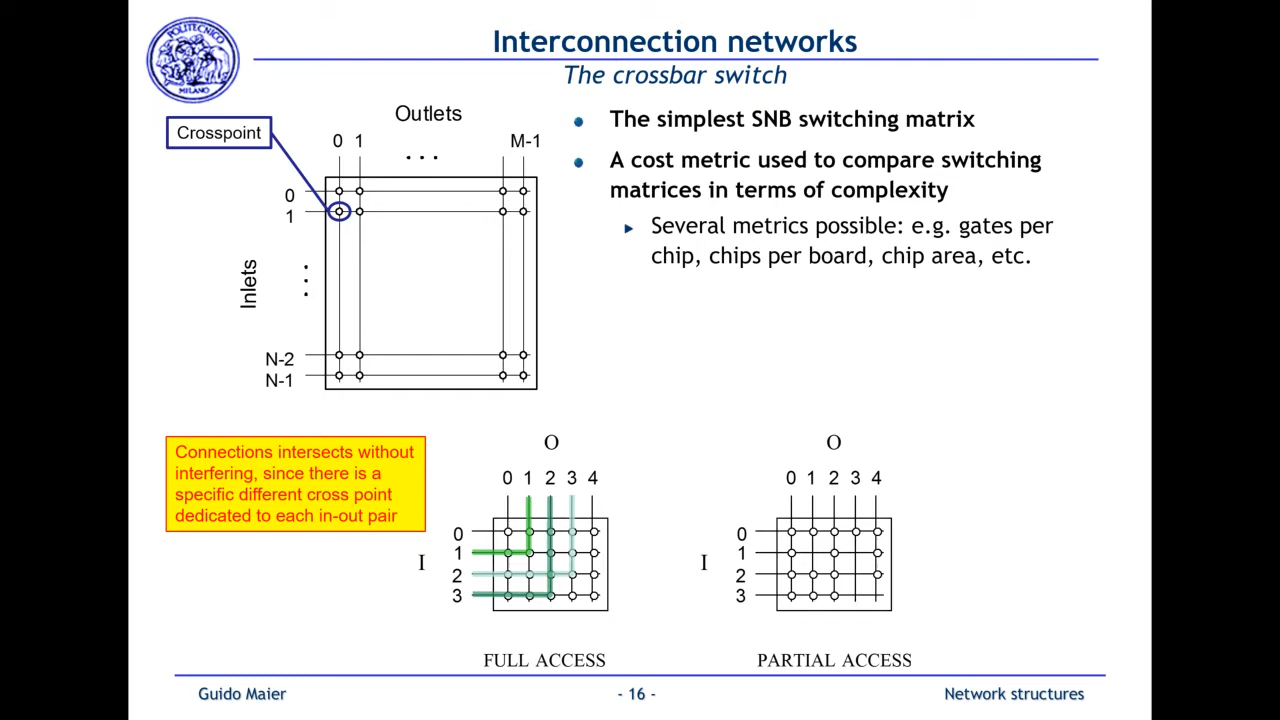 POLITECNICO
MILANO
Interconnection networks
The crossbar switch
Crosspoint
Outlets
0 1 . . . M-1
0
1
Inlets
. . .
N-2
N-1
• The simplest SNB switching matrix
• A cost metric used to compare switching
matrices in terms of complexity
▸ Several metrics possible: e.g. gates per
chip, chips per board, chip area, etc.
Connections intersects without
interfering, since there is a
specific different cross point
dedicated to each in-out pair
O
0 1 2 3 4
I
0
1
2
3
FULL ACCESS
O
0 1 2 3 4
I
0
1
2
3
PARTIAL ACCESS
Guido Maier
- 16 -
Network structures